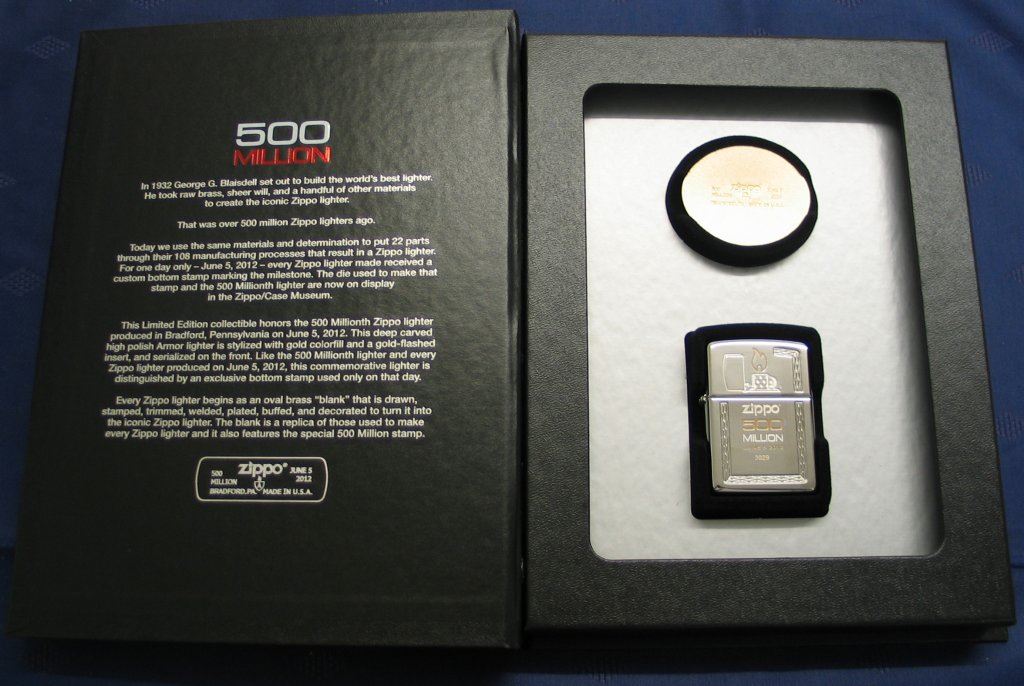 500
MILLION
In 1932 George G. Blaisdell set out to build the world's best lighter.
He took raw brass, sheer will, and a handful of other materials
to create the iconic Zippo lighter.
That was over 500 million Zippo lighters ago.
Today we use the same materials and determination to put 22 parts
through their 108 manufacturing processes that result in a Zippo lighter.
For one day only – June 5, 2012 – every Zippo lighter made received a
custom bottom stamp marking the milestone. The die used to make that
stamp and the 500 Millionth lighter are now on display
in the Zippo/Case Museum.
This Limited Edition collectible honors the 500 Millionth Zippo lighter
produced in Bradford, Pennsylvania on June 5, 2012. This deep carved
high polish Armor lighter is stylized with gold colorfill and a gold-flashed
insert, and serialized on the front. Like the 500 Millionth lighter and every
Zippo lighter produced on June 5, 2012, this commemorative lighter is
distinguished by an exclusive bottom stamp used only on that day.
Every Zippo lighter begins as an oval brass "blank" that is drawn,
stamped, trimmed, welded, plated, buffed, and decorated to turn it into
the iconic Zippo lighter. The blank is a replica of those used to make
every Zippo lighter and it also features the special 500 Million stamp.
500 MILLION zippo® JUNE 5 2012
BRADFORD, PA. MADE IN U.S.A.
zippo
zippo
500
MILLION
3029